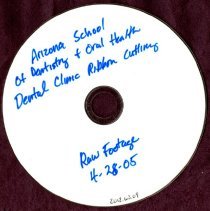 Arizona School
Of Dentistry & Oral Health
Dental Clinic Ribbon Cutting
Raw Footage
4-28-05